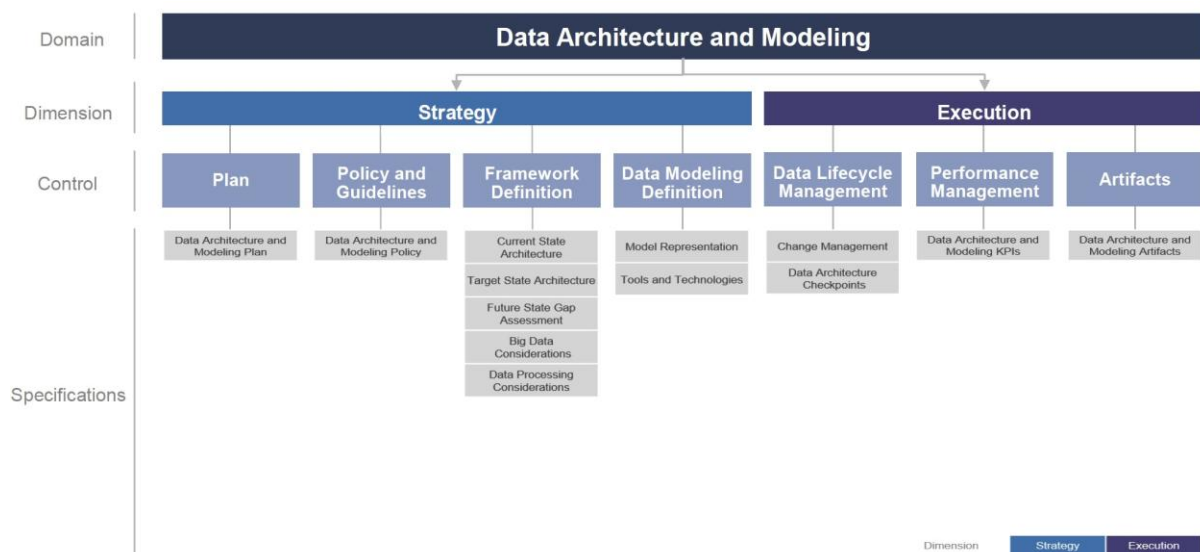 Domain
Data Architecture and Modeling
Dimension
Strategy
Execution
Control
Plan
Policy and
Guidelines
Framework
Definition
Data Modeling
Definition
Data Lifecycle
Management
Performance
Management
Artifacts
Specifications
Data Architecture and
Modeling Plan
Data Architecture and
Modeling Policy
Current State
Architecture
Target State Architecture
Future State Gap
Assessment
Big Data
Considerations
Data Processing
Considerations
Model Representation
Tools and Technologies
Change Management
Data Architecture
Checkpoints
Data Architecture and
Modeling KPIs
Data Architecture and
Modeling Artifacts
Dimension
Strategy
Execution